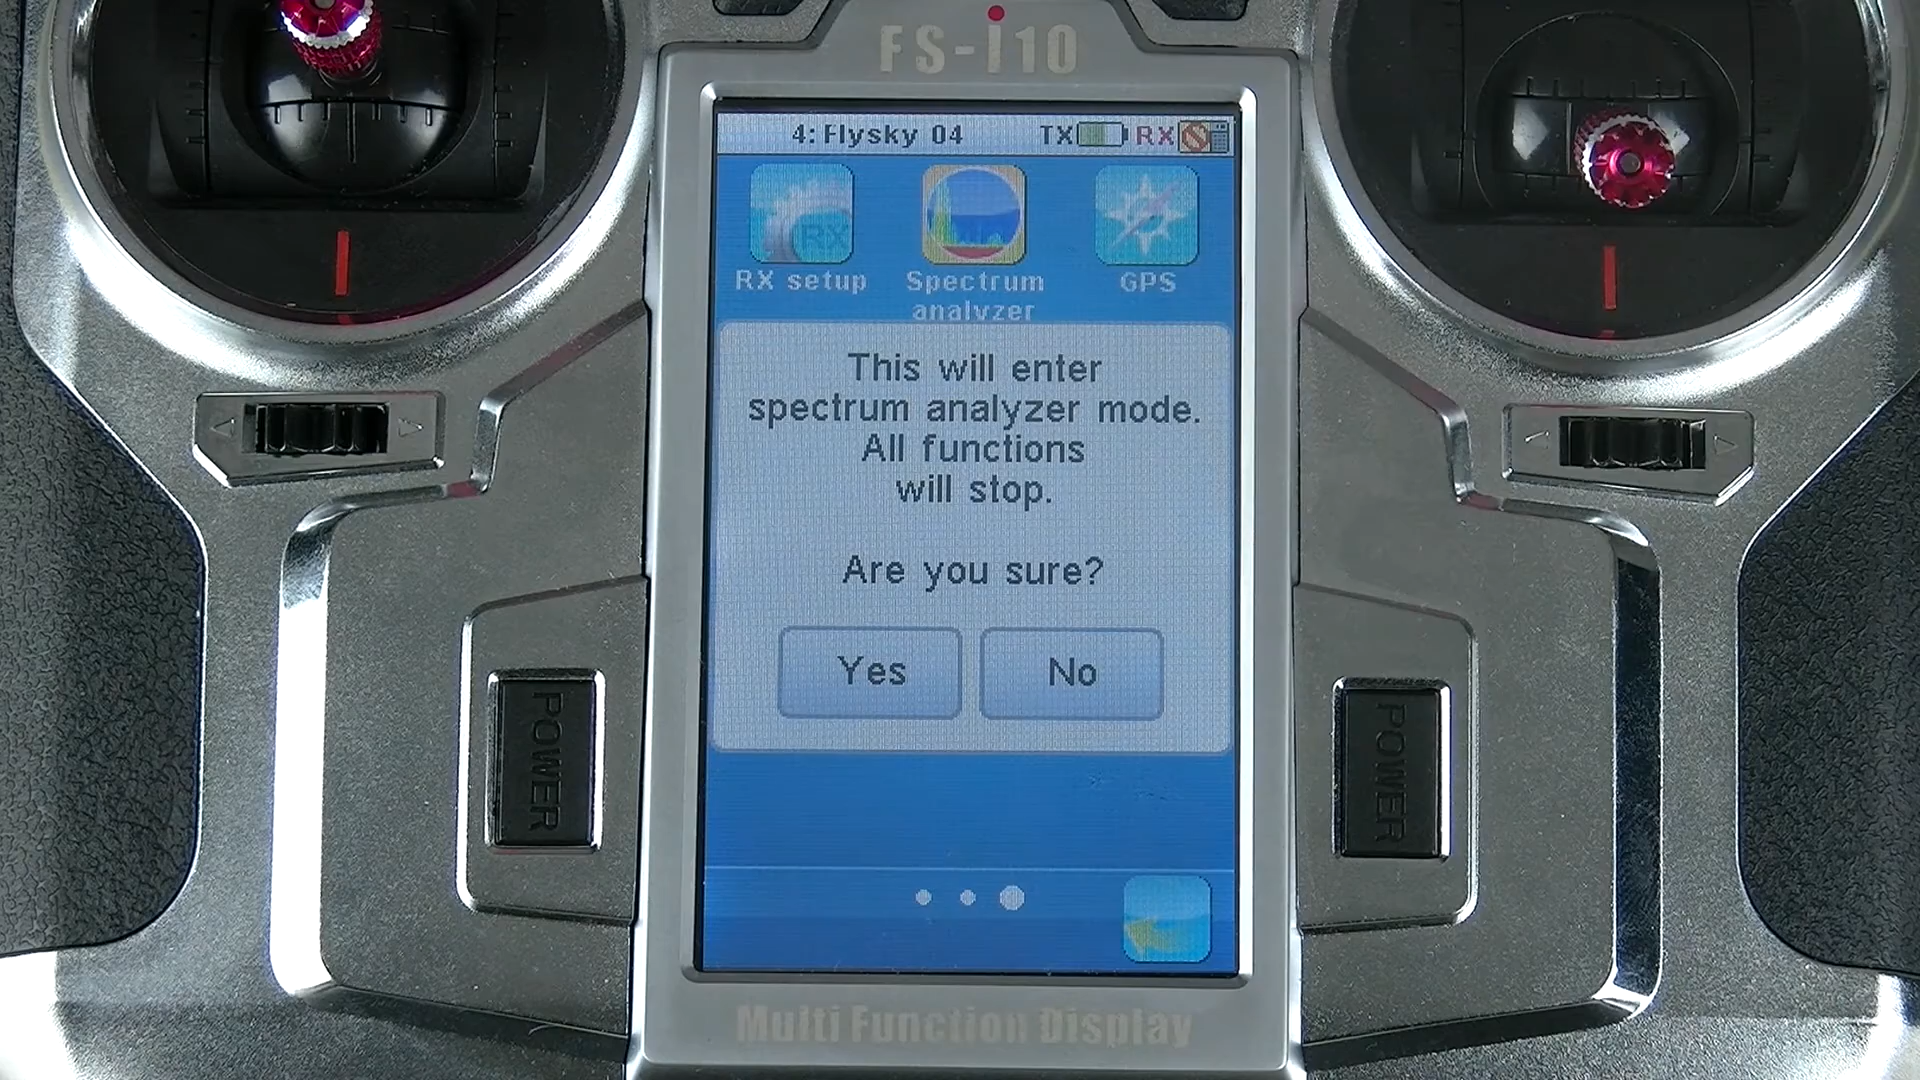 FS-i10
4: Flysky 04 TX RX
RX setup Spectrum analyzer GPS
This will enter
spectrum analyzer mode.
All functions
will stop.
Are you sure?
Yes No
POWER POWER
Multi Function Display